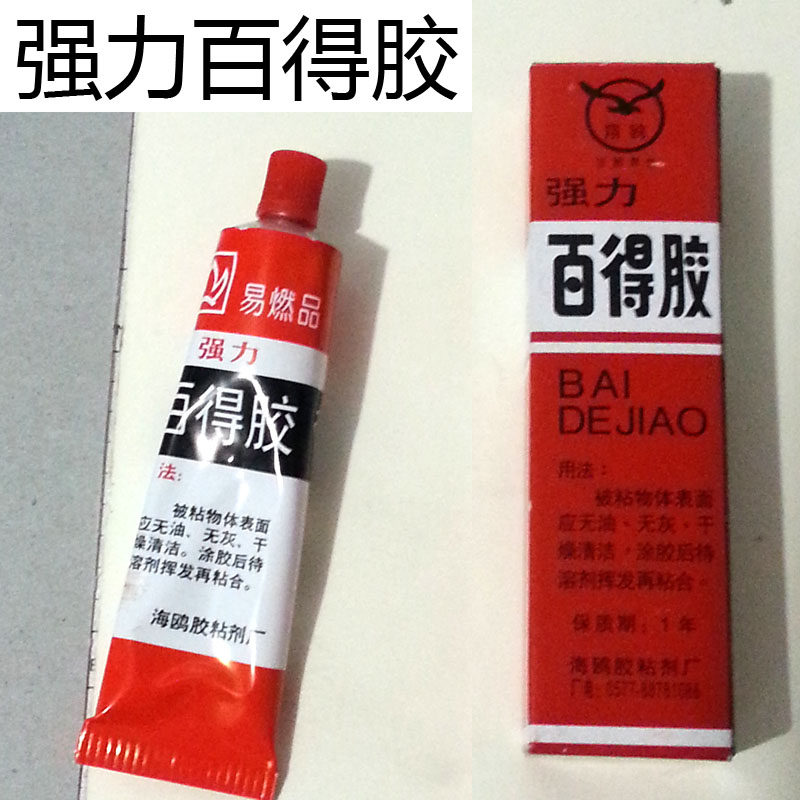 强力百得胶
易燃品
强力
百得胶
法:
被粘物体表面
应无油、无灰、干
燥清洁。涂胶后待
溶剂挥发再粘合。
海鸥胶粘剂厂
强力
百得胶
BAI
DEJIAO
用法:
被粘物体表面
应无油、无灰、干
燥清洁,涂胶后待
溶剂挥发再粘合。
保质期:1年
海鸥胶粘剂厂